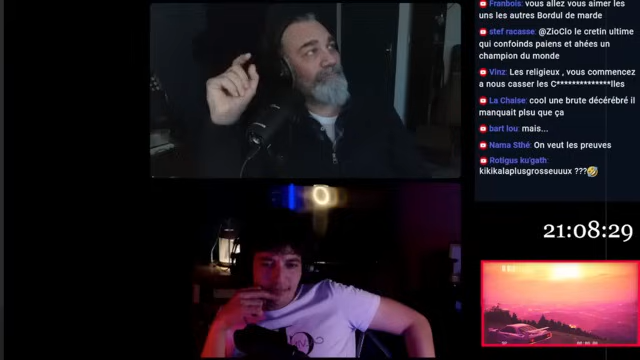 Franbois: vous allez vous aimer les
uns les autres Bordul de marde
stef racasse: @ZioClo le cretin ultime
qui confoinds paiens et ahées un
champion du monde
Vinz: Les religieux , vous commencez
a nous casser les C**************lles
La Chaise: cool une brute décérébré il
manquait plsu que ça
bart lou: mais...
Nama Sthé: On veut les preuves
Rotigus ku'gath:
kikikalaplusgrosseuuux ???🤣
21:08:29